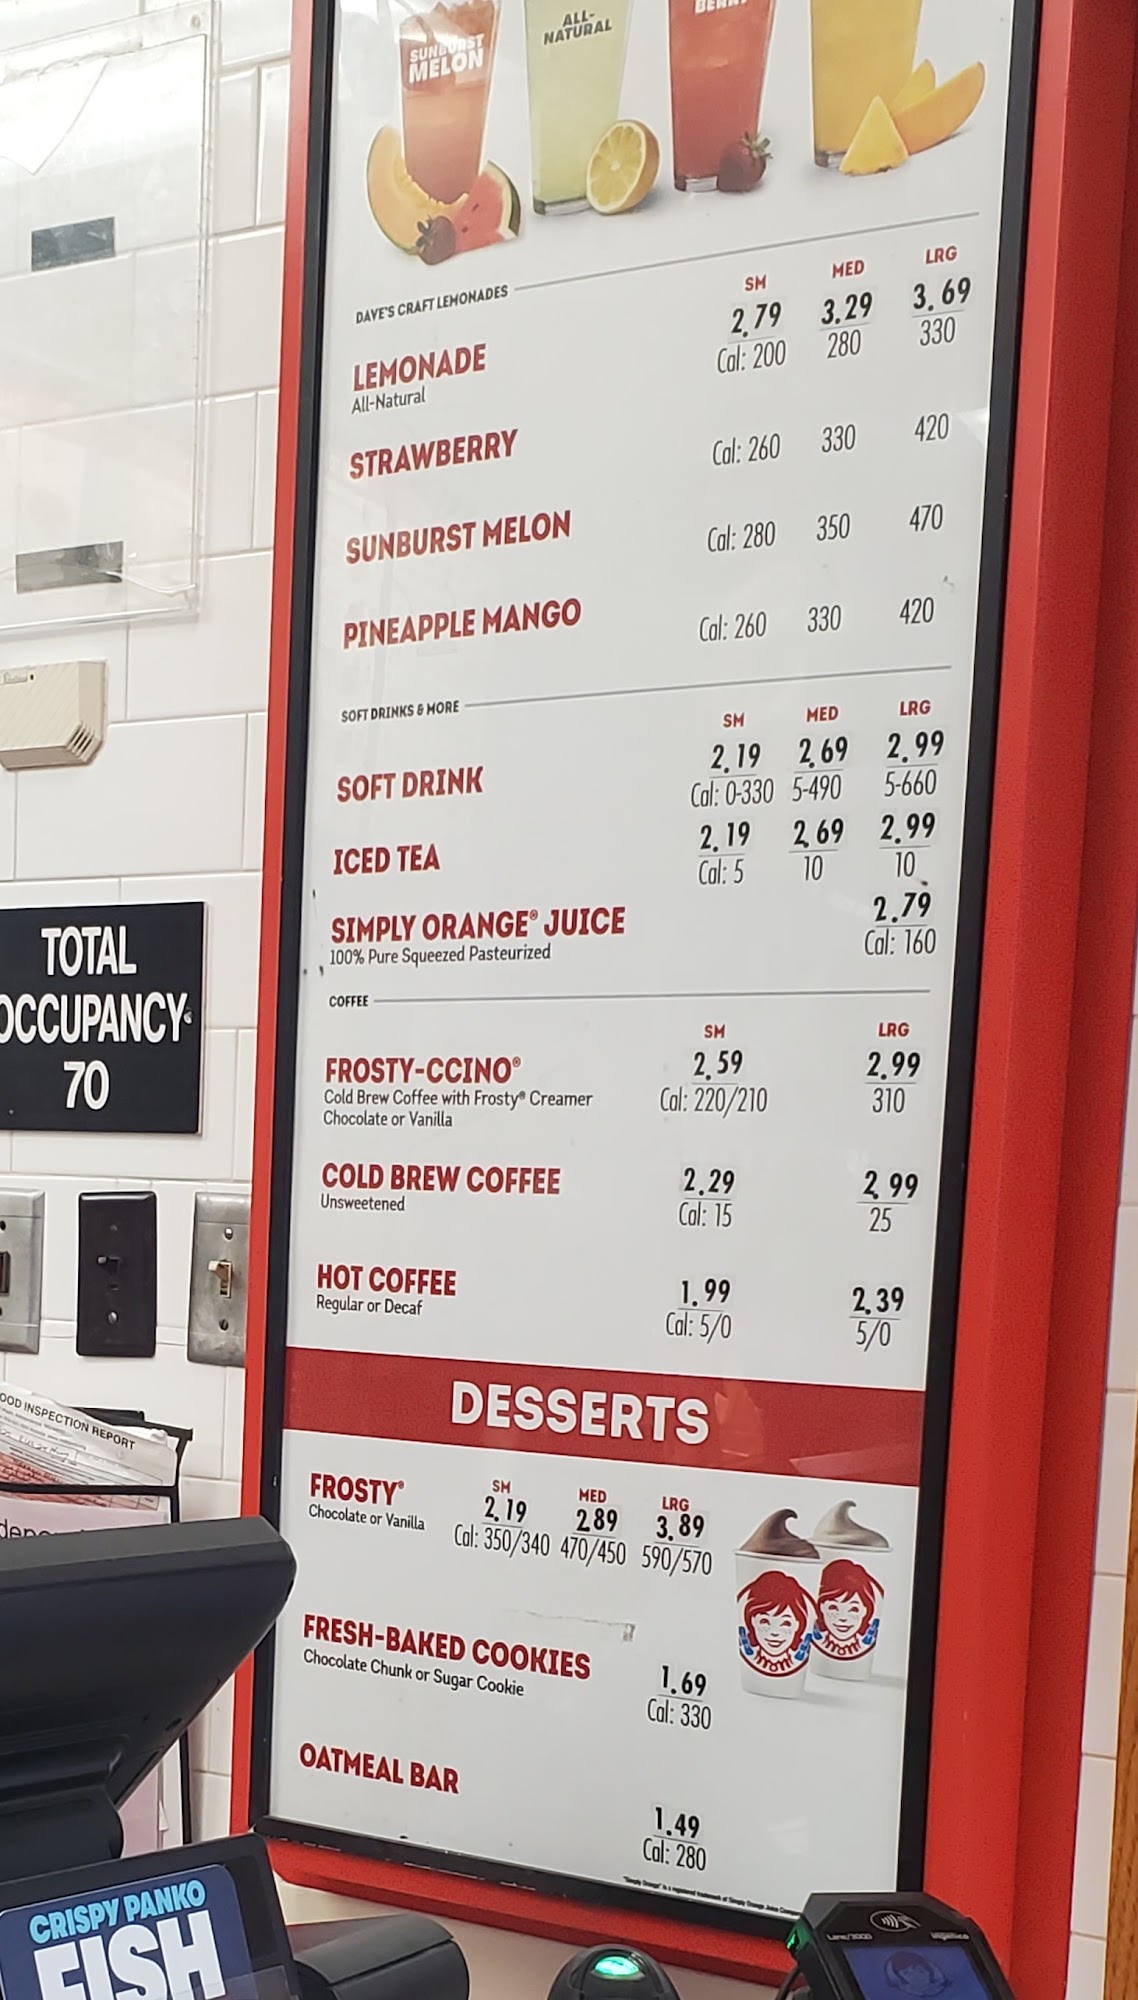 SUNBURST
MELON
ALL-
NATURAL
DAVE'S CRAFT LEMONADES
SM MED LRG
LEMONADE 2.79 3.29 3.69
All-Natural Cal: 200 280 330
STRAWBERRY Cal: 260 330 420
SUNBURST MELON Cal: 280 350 470
PINEAPPLE MANGO Cal: 260 330 420
SOFT DRINKS & MORE
SM MED LRG
SOFT DRINK 2.19 2.69 2.99
Cal: 0-330 5-490 5-660
ICED TEA 2.19 2.69 2.99
Cal: 5 10 10
SIMPLY ORANGE® JUICE 2.79
100% Pure Squeezed Pasteurized Cal: 160
COFFEE
SM LRG
FROSTY-CCINO® 2.59 2.99
Cold Brew Coffee with Frosty® Creamer Cal: 220/210 310
Chocolate or Vanilla
COLD BREW COFFEE 2.29 2.99
Unsweetened Cal: 15 25
HOT COFFEE 1.99 2.39
Regular or Decaf Cal: 5/0 5/0
DESSERTS
SM MED LRG
FROSTY® 2.19 2.89 3.89
Chocolate or Vanilla Cal: 350/340 470/450 590/570
FRESH-BAKED COOKIES 1.69
Chocolate Chunk or Sugar Cookie Cal: 330
OATMEAL BAR 1.49
Cal: 280
TOTAL
OCCUPANCY
70
OOD INSPECTION REPORT
CRISPY PANKO
FISH